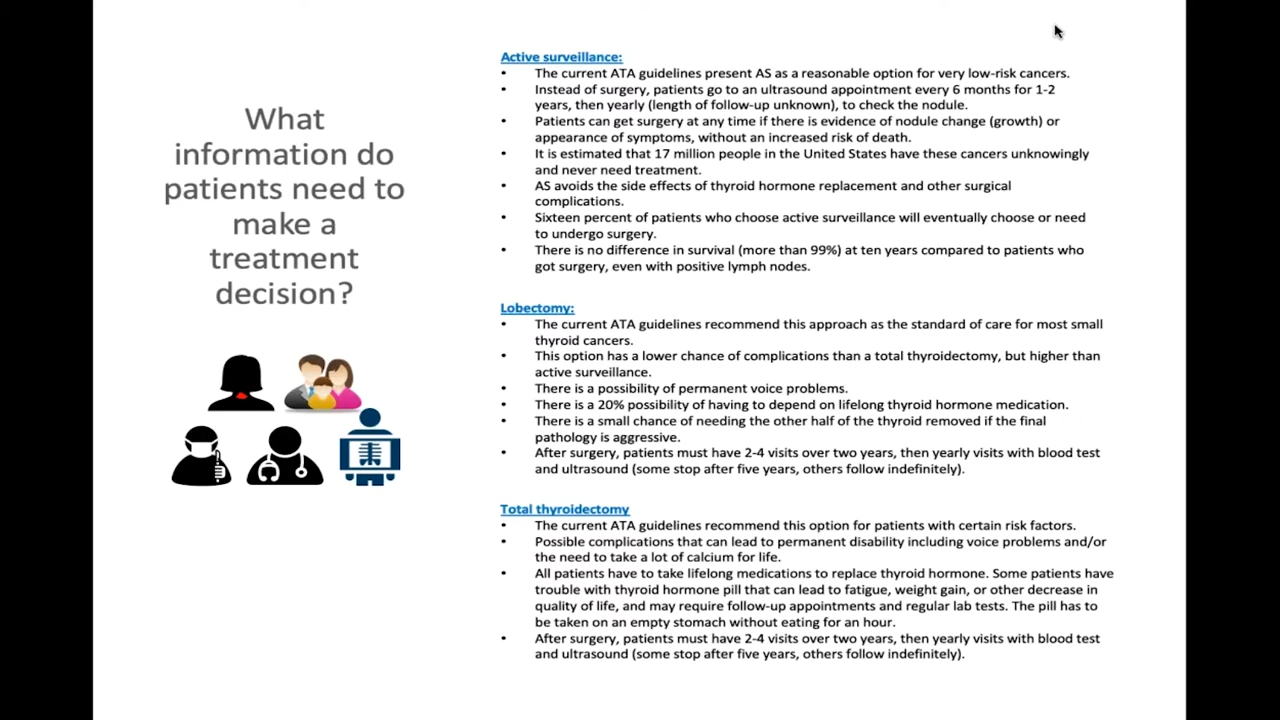 What
information do
patients need to
make a
treatment
decision?
Active surveillance:
• The current ATA guidelines present AS as a reasonable option for very low-risk cancers.
• Instead of surgery, patients go to an ultrasound appointment every 6 months for 1-2
years, then yearly (length of follow-up unknown), to check the nodule.
• Patients can get surgery at any time if there is evidence of nodule change (growth) or
appearance of symptoms, without an increased risk of death.
• It is estimated that 17 million people in the United States have these cancers unknowingly
and never need treatment.
• AS avoids the side effects of thyroid hormone replacement and other surgical
complications.
• Sixteen percent of patients who choose active surveillance will eventually choose or need
to undergo surgery.
• There is no difference in survival (more than 99%) at ten years compared to patients who
got surgery, even with positive lymph nodes.
Lobectomy:
• The current ATA guidelines recommend this approach as the standard of care for most small
thyroid cancers.
• This option has a lower chance of complications than a total thyroidectomy, but higher than
active surveillance.
• There is a possibility of permanent voice problems.
• There is a 20% possibility of having to depend on lifelong thyroid hormone medication.
• There is a small chance of needing the other half of the thyroid removed if the final
pathology is aggressive.
• After surgery, patients must have 2-4 visits over two years, then yearly visits with blood test
and ultrasound (some stop after five years, others follow indefinitely).
Total thyroidectomy
• The current ATA guidelines recommend this option for patients with certain risk factors.
• Possible complications that can lead to permanent disability including voice problems and/or
the need to take a lot of calcium for life.
• All patients have to take lifelong medications to replace thyroid hormone. Some patients have
trouble with thyroid hormone pill that can lead to fatigue, weight gain, or other decrease in
quality of life, and may require follow-up appointments and regular lab tests. The pill has to
be taken on an empty stomach without eating for an hour.
• After surgery, patients must have 2-4 visits over two years, then yearly visits with blood test
and ultrasound (some stop after five years, others follow indefinitely).